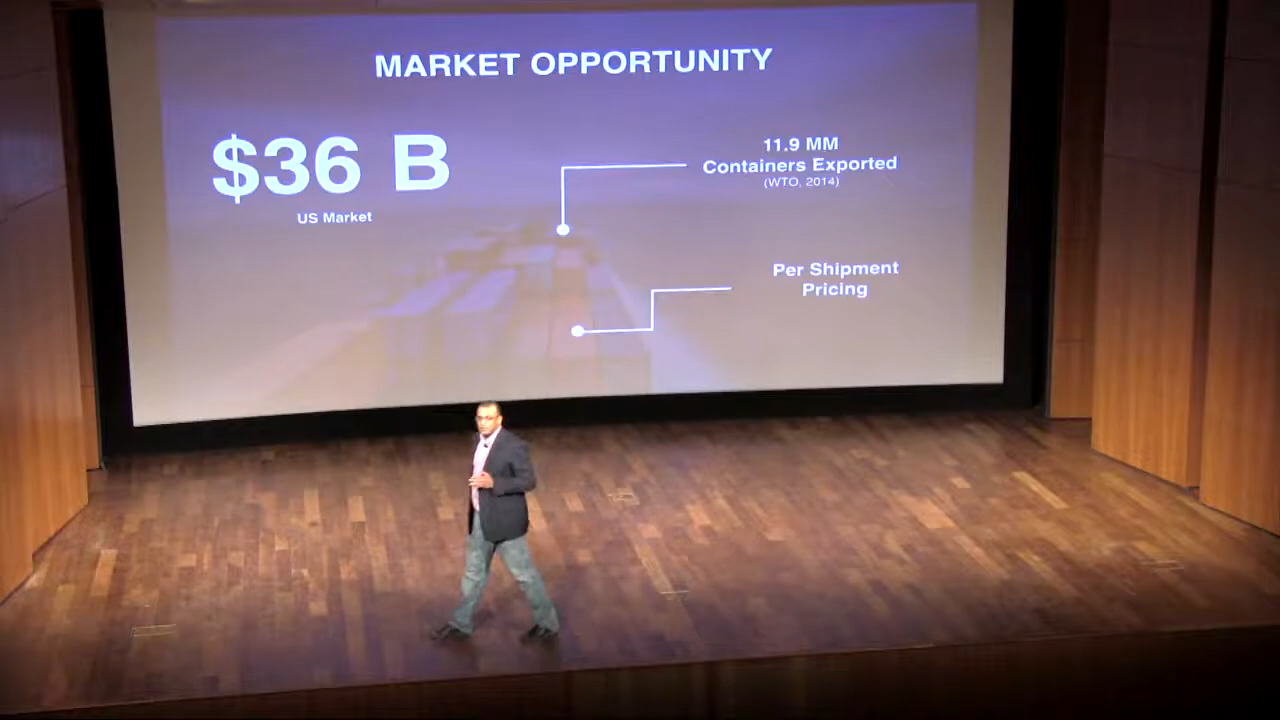 MARKET OPPORTUNITY
$36 B
US Market
11.9 MM
Containers Exported
(WTO, 2014)
Per Shipment
Pricing